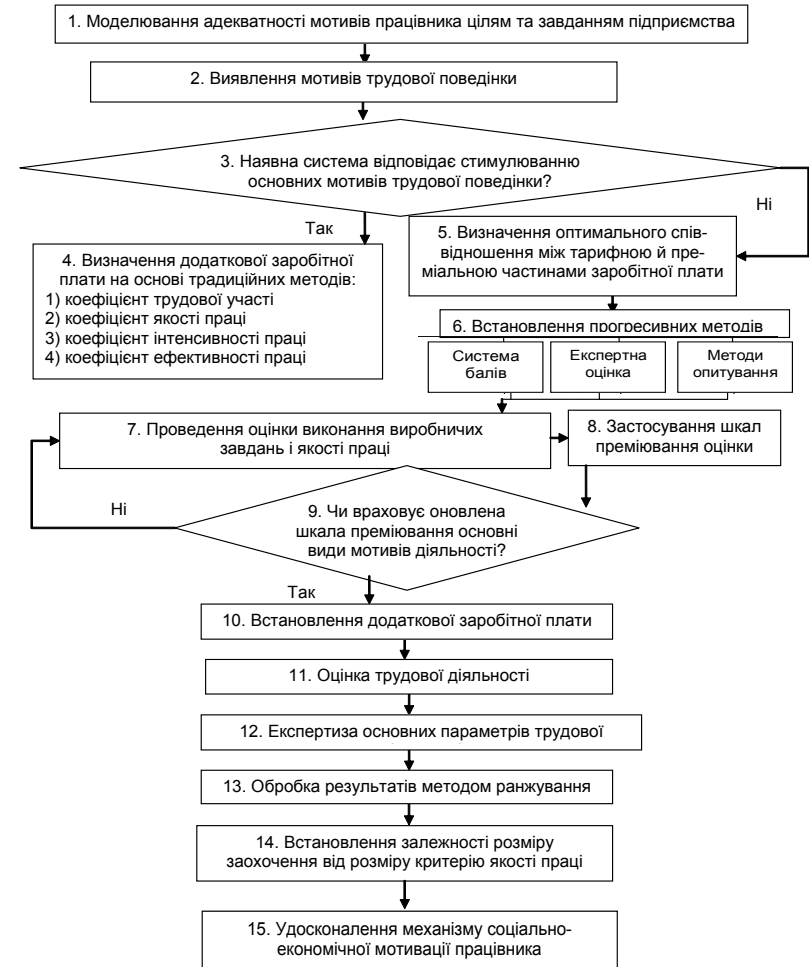 1. Моделювання адекватності мотивів працівника цілям та завданням підприємства
2. Виявлення мотивів трудової поведінки
3. Наявна система відповідає стимулюванню
основних мотивів трудової поведінки?
Ні
Так
4. Визначення додаткової заробітної
плати на основі традиційних методів:
1) коефіцієнт трудової участі
2) коефіцієнт якості праці
3) коефіцієнт інтенсивності праці
4) коефіцієнт ефективності праці
5. Визначення оптимального спів-
відношення між тарифною й пре-
міальною частинами заробітної плати
6. Встановлення прогресивних методів
Система
балів
Експертна
оцінка
Методи
опитування
7. Проведення оцінки виконання виробничих
завдань і якості праці
8. Застосування шкал
преміювання оцінки
Ні
9. Чи враховує оновлена
шкала преміювання основні
види мотивів діяльності?
Так
10. Встановлення додаткової заробітної плати
11. Оцінка трудової діяльності
12. Експертиза основних параметрів трудової
13. Обробка результатів методом ранжування
14. Встановлення залежності розміру
заохочення від розміру критерію якості праці
15. Удосконалення механізму соціально-
економічної мотивації працівника